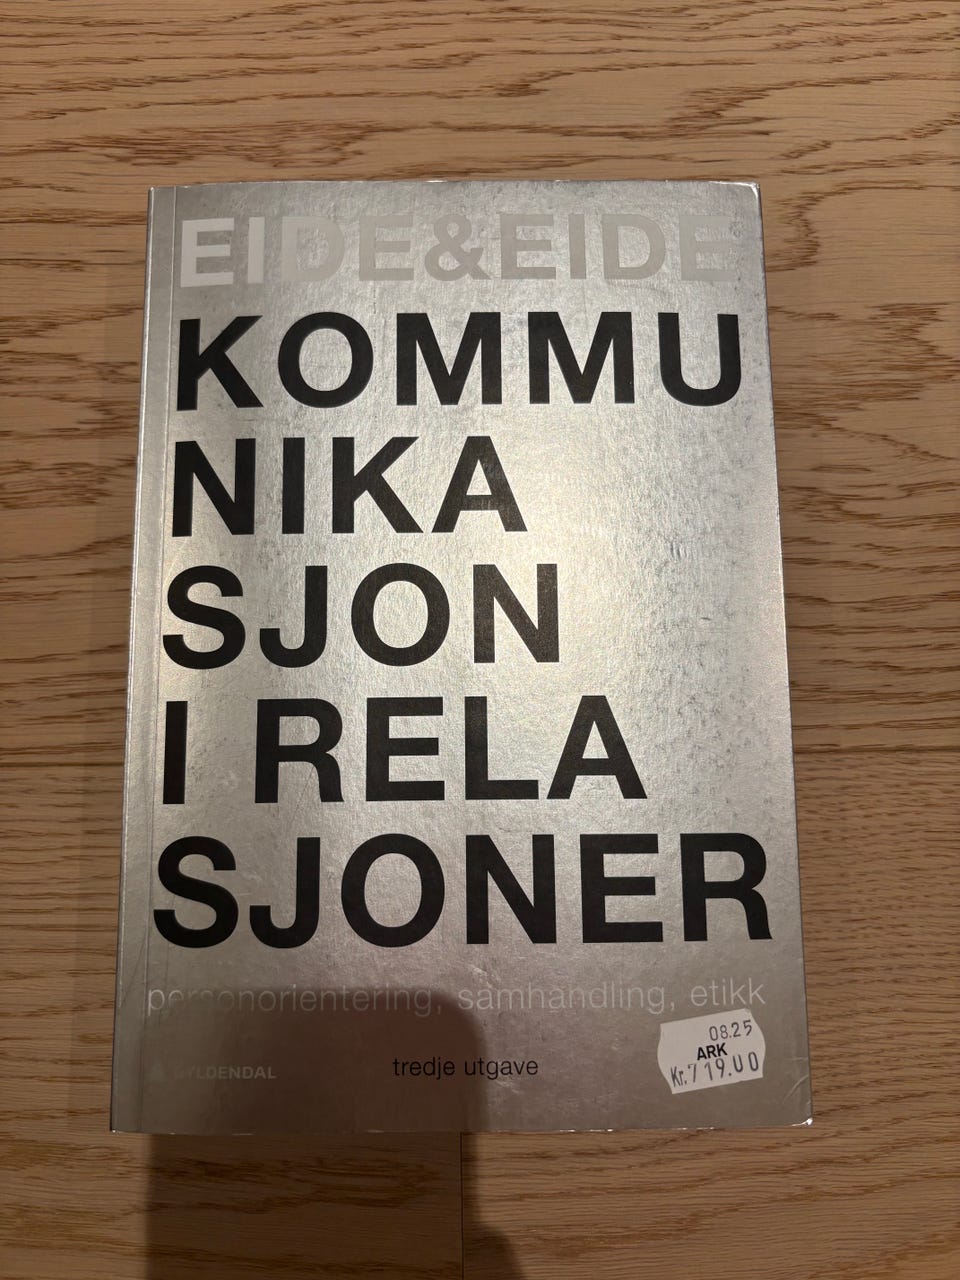 EIDE&EIDE
KOMMU
NIKA
SJON
I RELA
SJONER
personorientering, samhandling, etikk
GYLDENDAL
tredje utgave
08.25
ARK
Kr.719.00